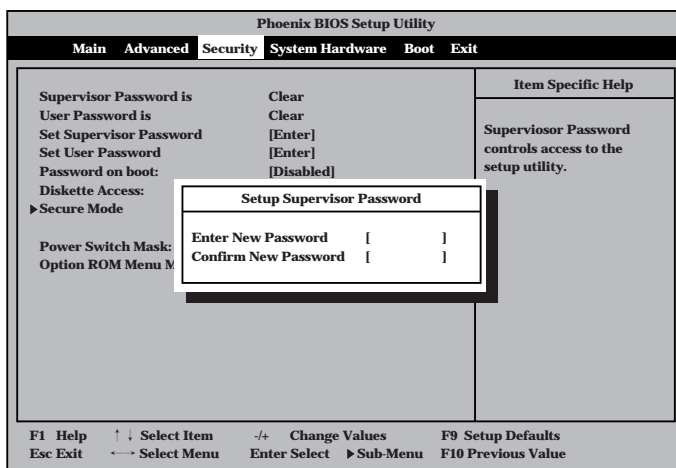 Phoenix BIOS Setup Utility
Main Advanced Security System Hardware Boot Exit
Supervisor Password is Clear
User Password is Clear
Set Supervisor Password [Enter]
Set User Password [Enter]
Password on boot: [Disabled]
Diskette Access:
▶Secure Mode
Power Switch Mask:
Option ROM Menu M
Setup Supervisor Password
Enter New Password [ ]
Confirm New Password [ ]
Item Specific Help
Superviosor Password
controls access to the
setup utility.
F1 Help ↑ ↓ Select Item -/+ Change Values F9 Setup Defaults
Esc Exit ←→ Select Menu Enter Select ▶Sub-Menu F10 Previous Value